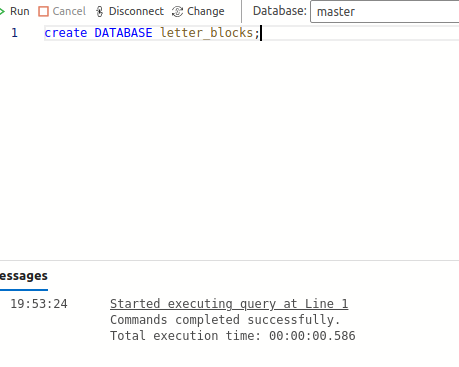 Run Cancel Disconnect Change Database: master
1 create DATABASE letter_blocks;
essages
19:53:24 Started executing query at Line 1
Commands completed successfully.
Total execution time: 00:00:00.586